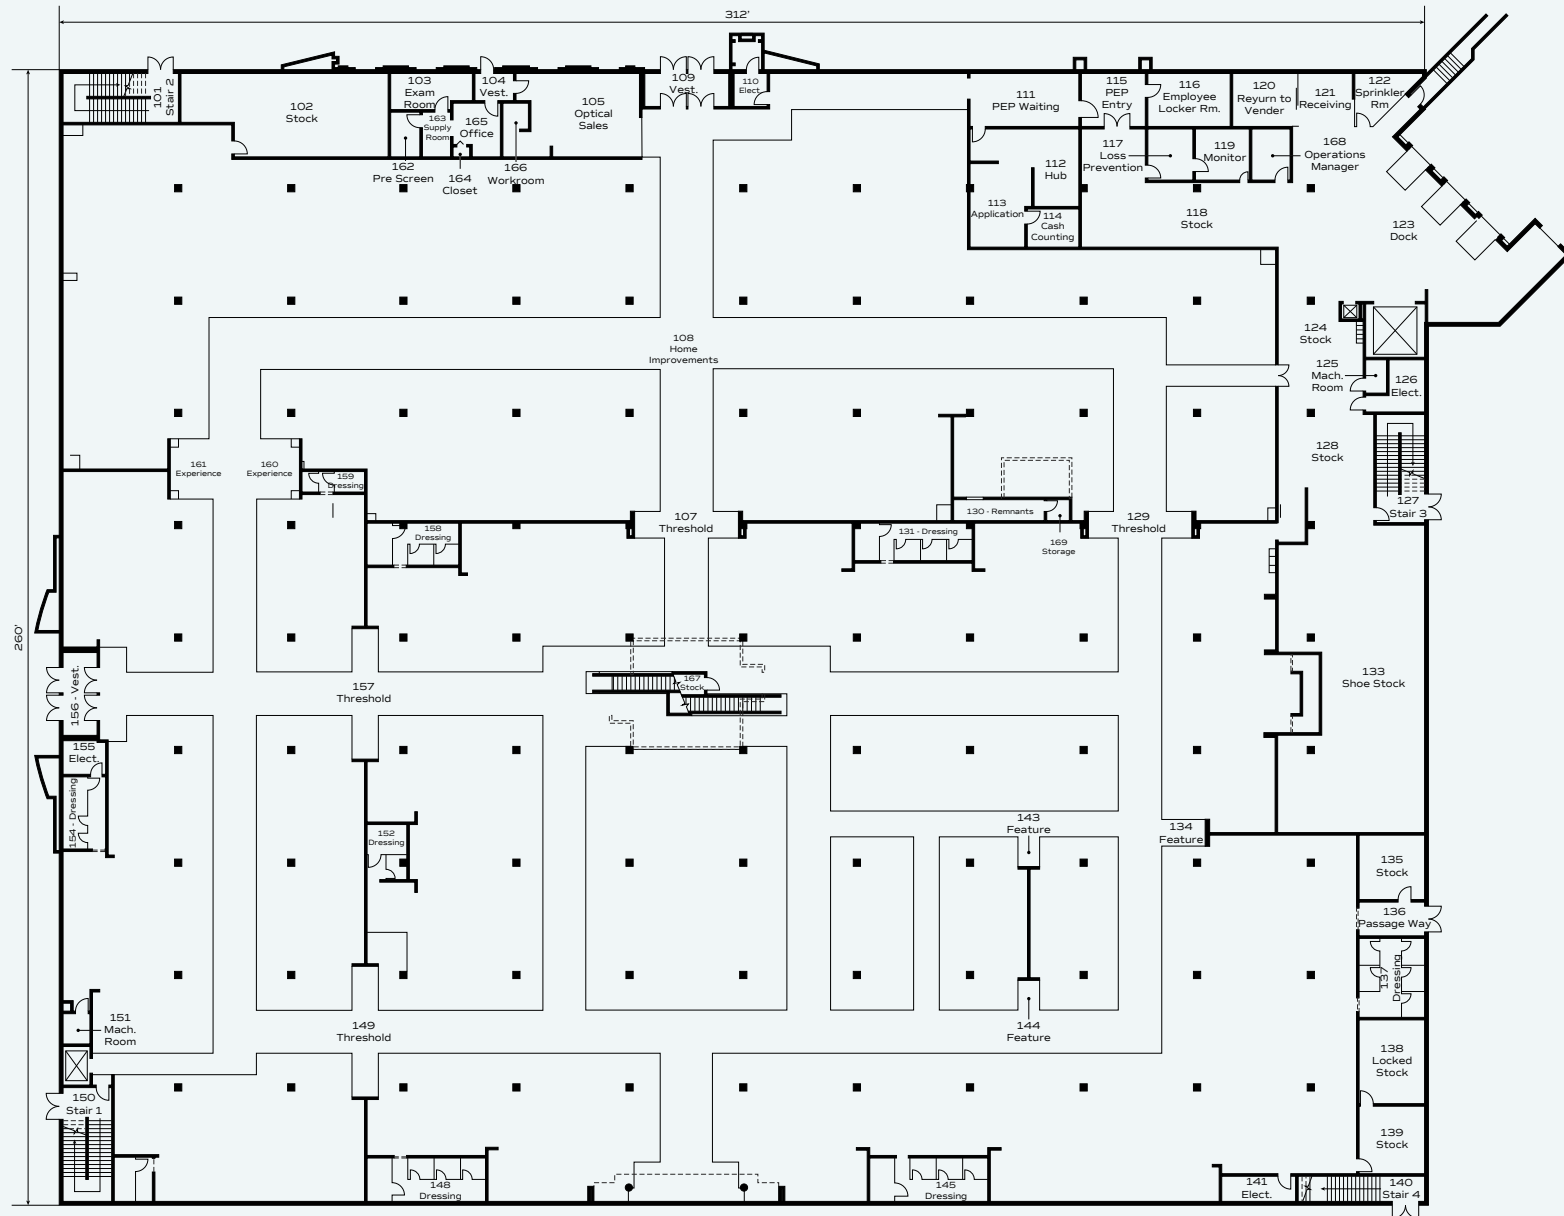 312'
260'
101
Stair 2
102
Stock
103
Exam
Room
104
Vest.
105
Optical
Sales
163
Supply
Room
165
Office
162
Pre Screen
164
Closet
166
Workroom
109
Vest.
110
Elect.
111
PEP Waiting
115
PEP
Entry
116
Employee
Locker Rm.
120
Reyurn to
Vender
121
Receiving
122
Sprinkler
Rm
117
Loss
Prevention
119
Monitor
168
Operations
Manager
112
Hub
113
Application
114
Cash
Counting
118
Stock
123
Dock
108
Home
Improvements
124
Stock
125
Mach.
Room
126
Elect.
128
Stock
127
Stair 3
161
Experience
160
Experience
159
Dressing
158
Dressing
107
Threshold
131 - Dressing
130 - Remnants
169
Storage
129
Threshold
156 - Vest.
157
Threshold
167
Stock
133
Shoe Stock
155
Elect.
154 - Dressing
152
Dressing
143
Feature
134
Feature
135
Stock
136
Passage Way
137
Dressing
151
Mach.
Room
149
Threshold
144
Feature
138
Locked
Stock
150
Stair 1
139
Stock
148
Dressing
145
Dressing
141
Elect.
140
Stair 4